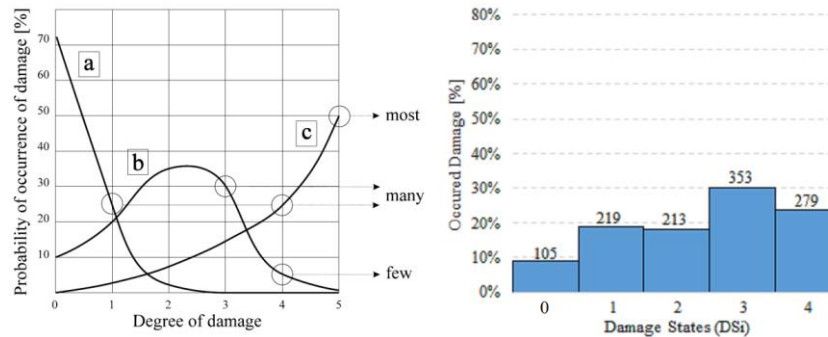 Probability of occurrence of damage [%]
70
60
50
40
30
20
10
0 1 2 3 4 5
Degree of damage
a
b
c
most
many
few
Occured Damage [%]
80%
70%
60%
50%
40%
30%
20%
10%
0%
105
219
213
353
279
0 1 2 3 4
Damage States (DSi)